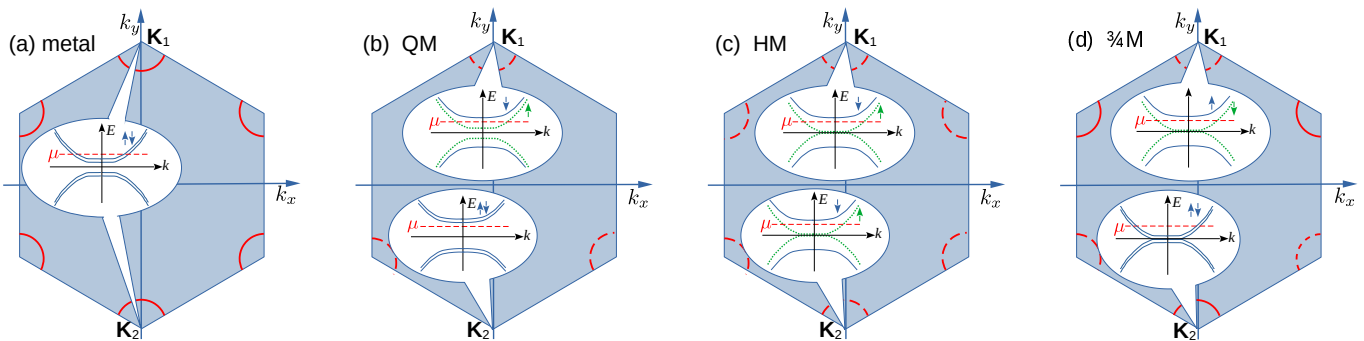 (a) metal
k_y
K₁
E
μ
k
k_x
K₂
(b) QM
k_y
K₁
E
μ
k
E
μ
k
k_x
K₂
(c) HM
k_y
K₁
E
μ
k
E
μ
k
k_x
K₂
(d) ¾M
k_y
K₁
E
μ
k
E
μ
k
k_x
K₂